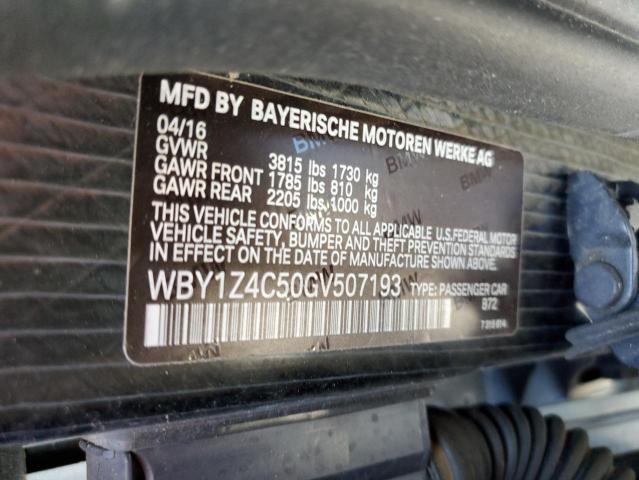 MFD BY BAYERISCHE MOTOREN WERKE AG
04/16
GVWR 3815 lbs 1730 kg
GAWR FRONT 1785 lbs 810 kg
GAWR REAR 2205 lbs 1000 kg
THIS VEHICLE CONFORMS TO ALL APPLICABLE U.S.FEDERAL MOTOR
VEHICLE SAFETY, BUMPER AND THEFT PREVENTION STANDARDS
IN EFFECT ON THE DATE OF MANUFACTURE SHOWN ABOVE.
WBY1Z4C50GV507193 TYPE: PASSENGER CAR
B72